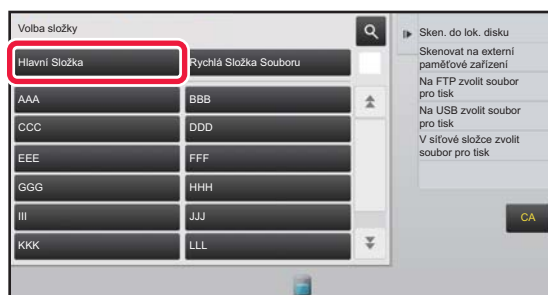 Volba složky
Hlavní Složka
Rychlá Složka Souboru
AAA
BBB
CCC
DDD
EEE
FFF
GGG
HHH
III
JJJ
KKK
LLL
Sken. do lok. disku
Skenovat na externí
paměťové zařízení
Na FTP zvolit soubor
pro tisk
Na USB zvolit soubor
pro tisk
V síťové složce zvolit
soubor pro tisk
CA